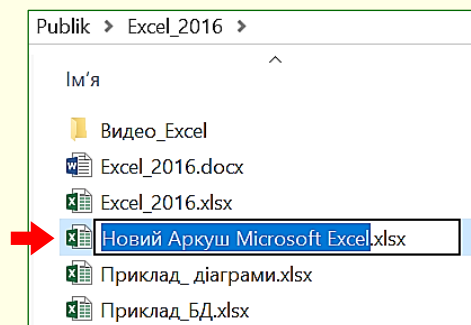 Publik > Excel_2016 >
Ім'я
Видео_Excel
Excel_2016.docx
Excel_2016.xlsx
Новий Аркуш Microsoft Excel.xlsx
Приклад_ діаграми.xlsx
Приклад_БД.xlsx